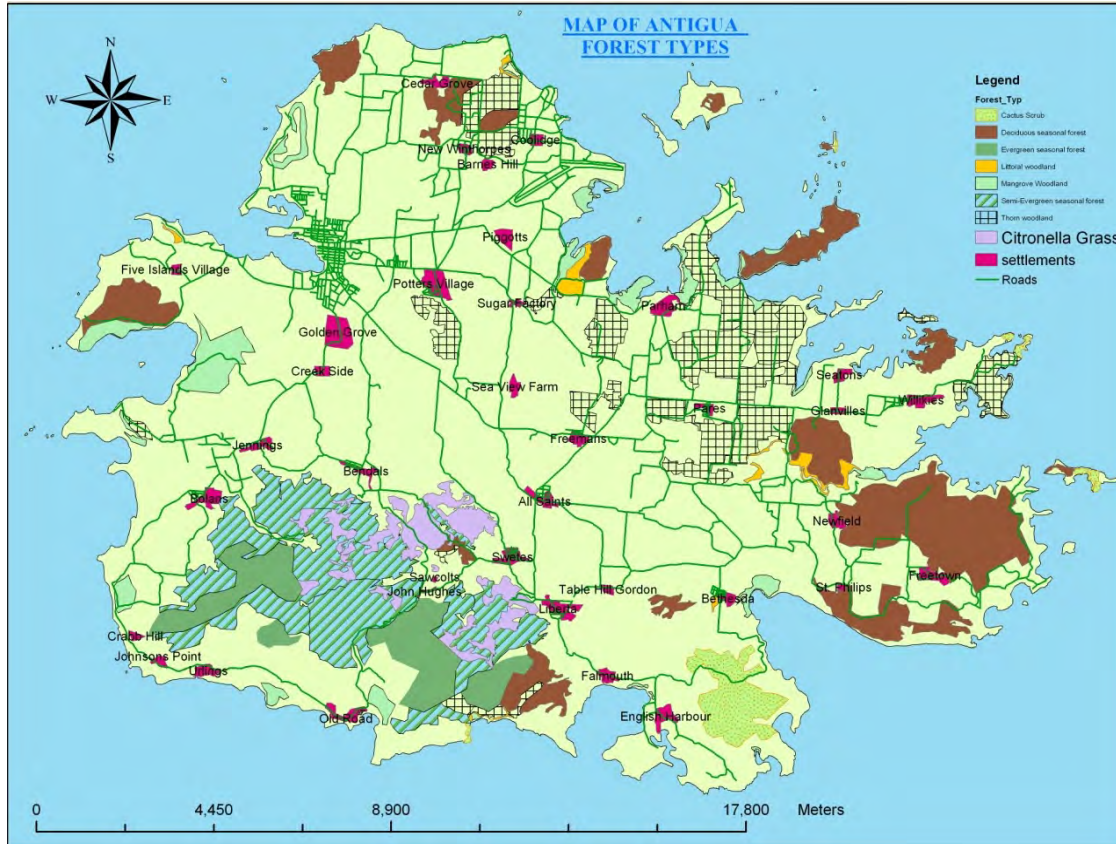 MAP OF ANTIGUA
FOREST TYPES
N
W
E
S
Legend
Forest_Typ
Cactus Scrub
Deoduous seasonal forest
Evergreen seasonal forest
Littoral woodland
Mangrove Woodland
Semi-Evergreen seasonal forest
Thorn woodland
Citronella Grass
settlements
Roads
Cedar Grove
Coolidge
New Winthorpes
Barnes Hill
Piggotts
Five Islands Village
Potters Village
Sugar Factory
Parham
Golden Grove
Creek Side
Sea View Farm
Seatons
Pares
Glanvilles
Willikies
Freemans
Jennings
Bengals
Bolans
All Saints
Newfield
Swetes
Sawcolts
John Hughes
Table Hill Gordon
Liberta
Bethesda
St. Philips
Freetown
Crabb Hill
Johnsons Point
Urlings
Falmouth
Old Road
English Harbour
0
4,450
8,900
17,800
Meters